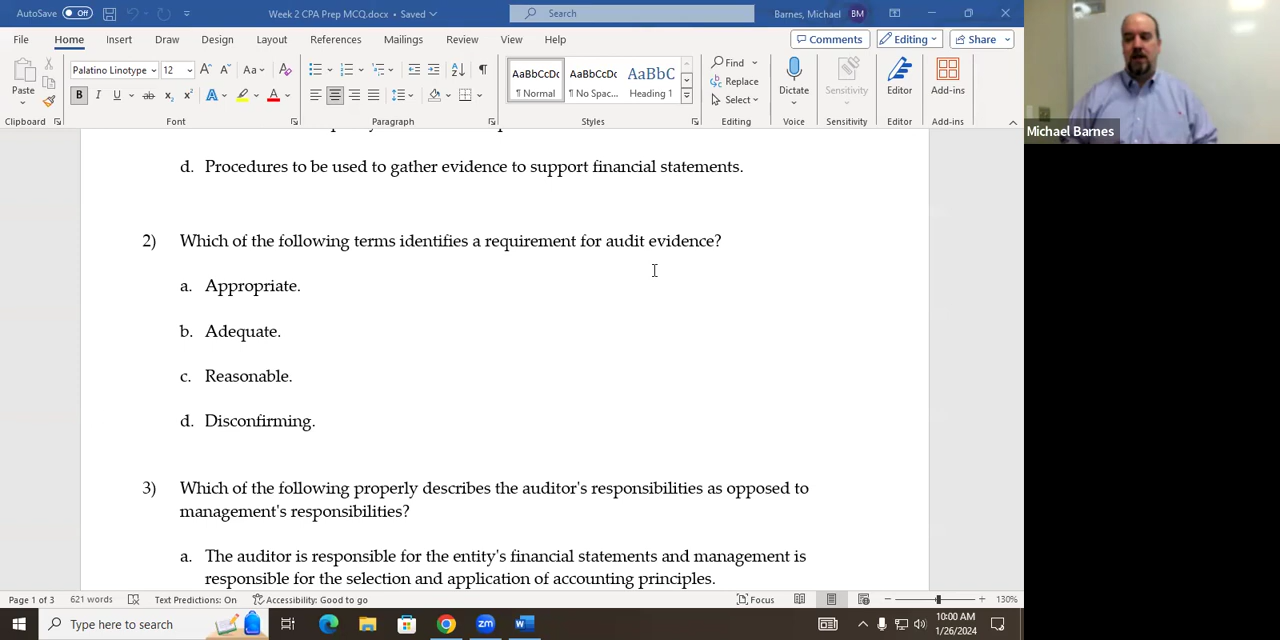 AutoSave Off Week 2 CPA Prep MCQ.docx • Saved Search Barnes, Michael BM
File Home Insert Draw Design Layout References Mailings Review View Help Comments Editing Share
Palatino Linotype 12 A A Aa A AaBbCcDc AaBbCcDc AaBbC Find
Paste B I U ab x₂ x² A A ¶ Normal ¶ No Spac... Heading 1 Replace Select Dictate Sensitivity Editor Add-ins
Clipboard Font Paragraph Styles Editing Voice Sensitivity Editor Add-ins
Michael Barnes
d. Procedures to be used to gather evidence to support financial statements.
2) Which of the following terms identifies a requirement for audit evidence?
a. Appropriate.
b. Adequate.
c. Reasonable.
d. Disconfirming.
3) Which of the following properly describes the auditor's responsibilities as opposed to
management's responsibilities?
a. The auditor is responsible for the entity's financial statements and management is
responsible for the selection and application of accounting principles.
Page 1 of 3 621 words Text Predictions: On Accessibility: Good to go Focus 130%
Type here to search zm W 10:00 AM
1/26/2024